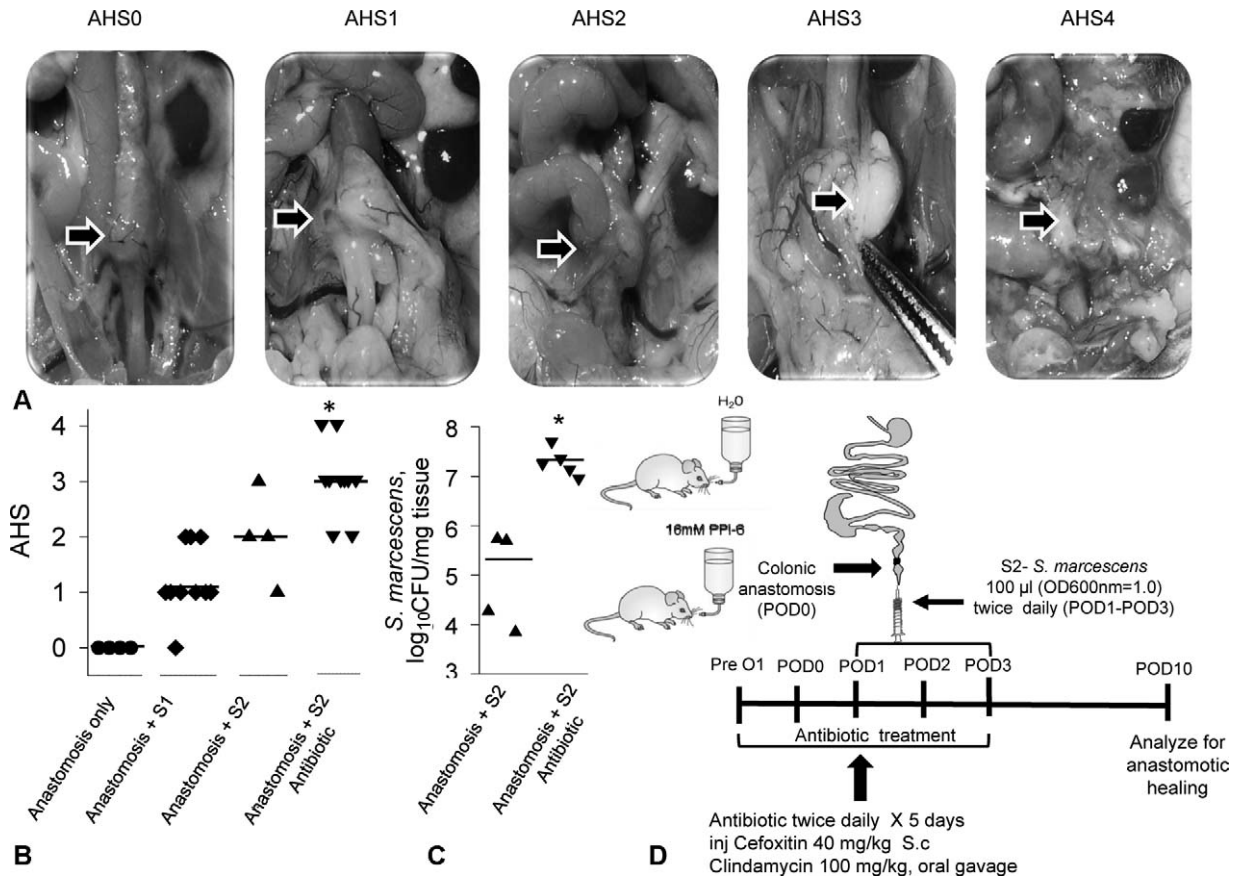 AHS0
AHS1
AHS2
AHS3
AHS4
A
AHS
4
3
2
1
0
*
Anastomosis only
Anastomosis + S1
Anastomosis + S2
Anastomosis + S2
Antibiotic
B
S. marcescens,
log10CFU/mg tissue
8
7
6
5
4
3
*
Anastomosis + S2
Anastomosis + S2
Antibiotic
C
H2O
16mM PPI-6
Colonic
anastomosis
(POD0)
S2- S. marcescens
100 µl (OD600nm=1.0)
twice daily (POD1-POD3)
Pre O1
POD0
POD1
POD2
POD3
POD10
Antibiotic treatment
Analyze for
anastomotic
healing
Antibiotic twice daily X 5 days
inj Cefoxitin 40 mg/kg S.c
Clindamycin 100 mg/kg, oral gavage
D